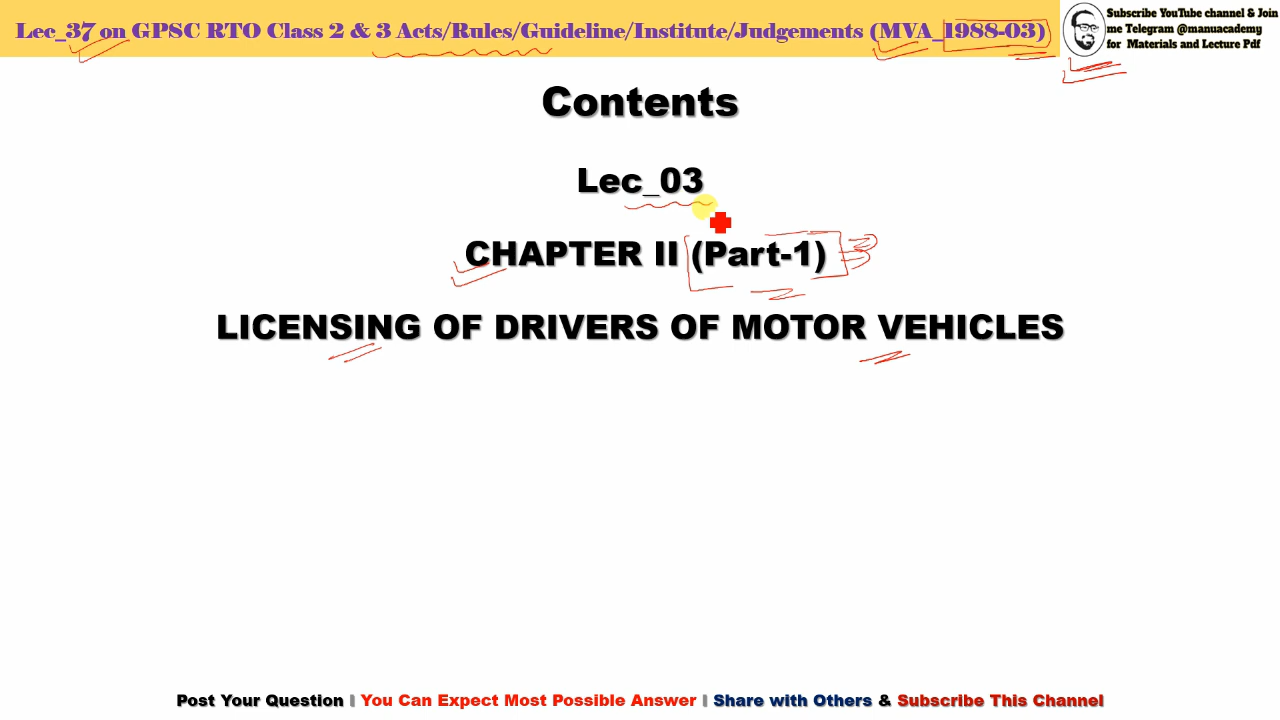 Lec_37 on GPSC RTO Class 2 & 3 Acts/Rules/Guideline/Institute/Judgements (MVA_1988-03)
Subscribe YouTube channel & Join
me Telegram @manuacademy
for Materials and Lecture Pdf
Contents
Lec_03
CHAPTER II (Part-1)
LICENSING OF DRIVERS OF MOTOR VEHICLES
Post Your Question | You Can Expect Most Possible Answer | Share with Others & Subscribe This Channel